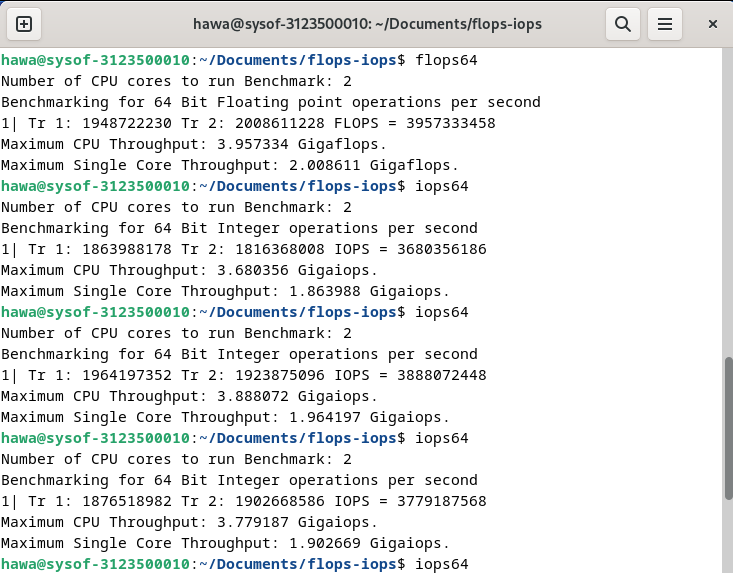 hawa@sysof-3123500010: ~/Documents/flops-iops
hawa@sysof-3123500010:~/Documents/flops-iops$ flops64
Number of CPU cores to run Benchmark: 2
Benchmarking for 64 Bit Floating point operations per second
1| Tr 1: 1948722230 Tr 2: 2008611228 FLOPS = 3957333458
Maximum CPU Throughput: 3.957334 Gigaflops.
Maximum Single Core Throughput: 2.008611 Gigaflops.
hawa@sysof-3123500010:~/Documents/flops-iops$ iops64
Number of CPU cores to run Benchmark: 2
Benchmarking for 64 Bit Integer operations per second
1| Tr 1: 1863988178 Tr 2: 1816368008 IOPS = 3680356186
Maximum CPU Throughput: 3.680356 Gigaiops.
Maximum Single Core Throughput: 1.863988 Gigaiops.
hawa@sysof-3123500010:~/Documents/flops-iops$ iops64
Number of CPU cores to run Benchmark: 2
Benchmarking for 64 Bit Integer operations per second
1| Tr 1: 1964197352 Tr 2: 1923875096 IOPS = 3888072448
Maximum CPU Throughput: 3.888072 Gigaiops.
Maximum Single Core Throughput: 1.964197 Gigaiops.
hawa@sysof-3123500010:~/Documents/flops-iops$ iops64
Number of CPU cores to run Benchmark: 2
Benchmarking for 64 Bit Integer operations per second
1| Tr 1: 1876518982 Tr 2: 1902668586 IOPS = 3779187568
Maximum CPU Throughput: 3.779187 Gigaiops.
Maximum Single Core Throughput: 1.902669 Gigaiops.
hawa@sysof-3123500010:~/Documents/flops-iops$ iops64